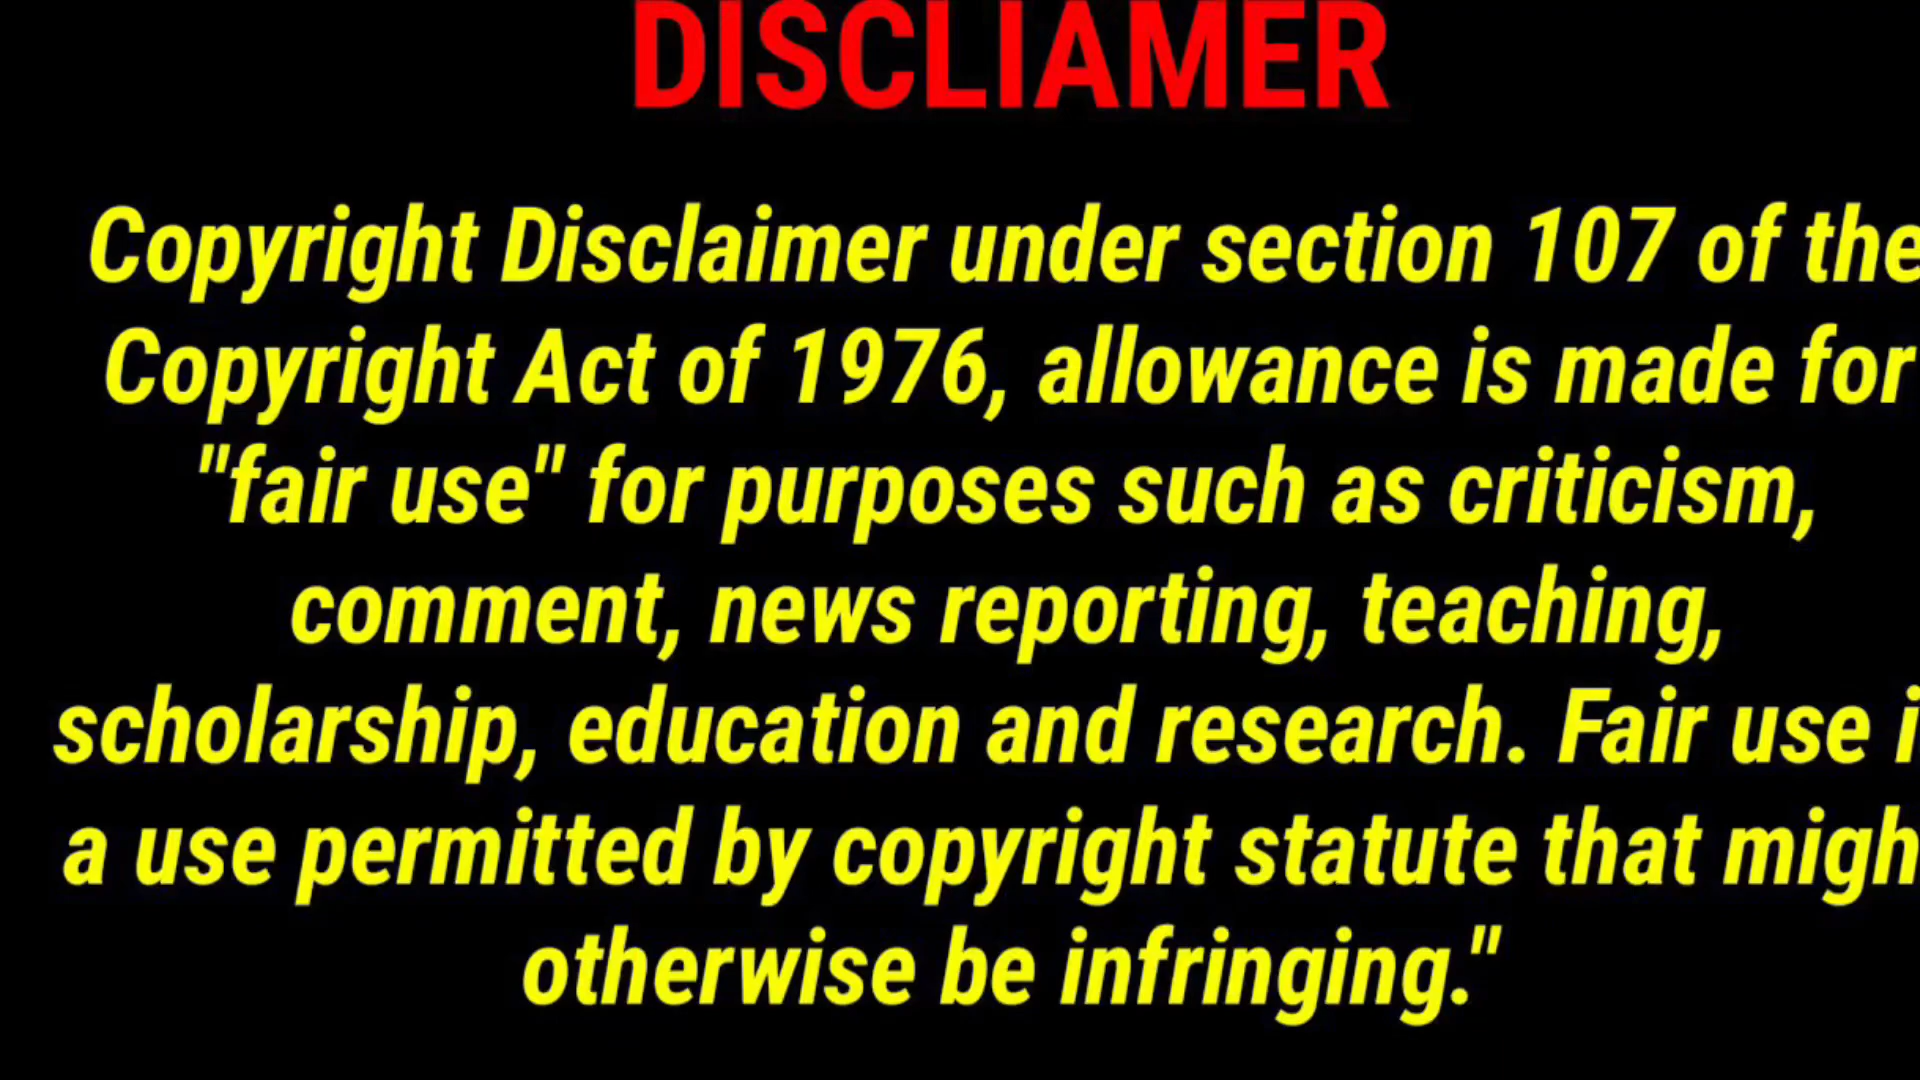 DISCLIAMER
Copyright Disclaimer under section 107 of the
Copyright Act of 1976, allowance is made for
"fair use" for purposes such as criticism,
comment, news reporting, teaching,
scholarship, education and research. Fair use i
a use permitted by copyright statute that migh
otherwise be infringing."